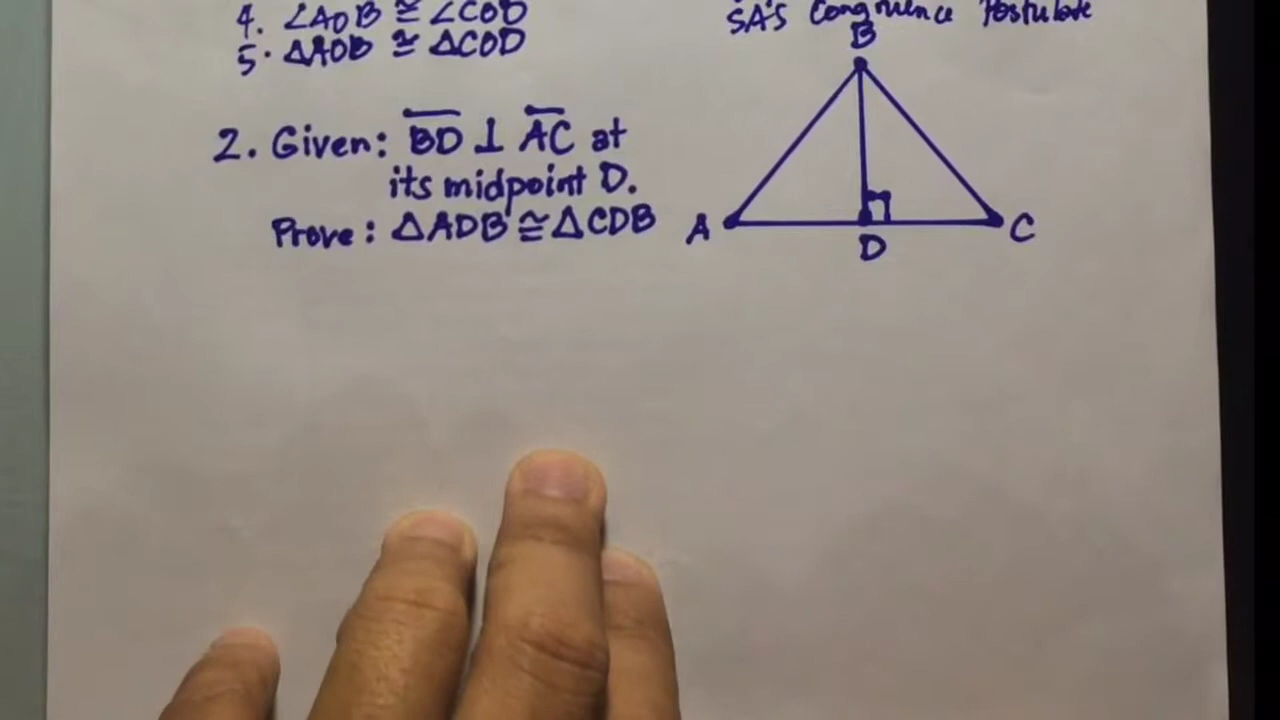 4. ∠AOB ≅ ∠COD
SAS Congruence Postulate
5. △AOB ≅ △COD
2. Given: BD ⊥ AC at
its midpoint D.
Prove: △ADB ≅ △CDB
B
A
D
C